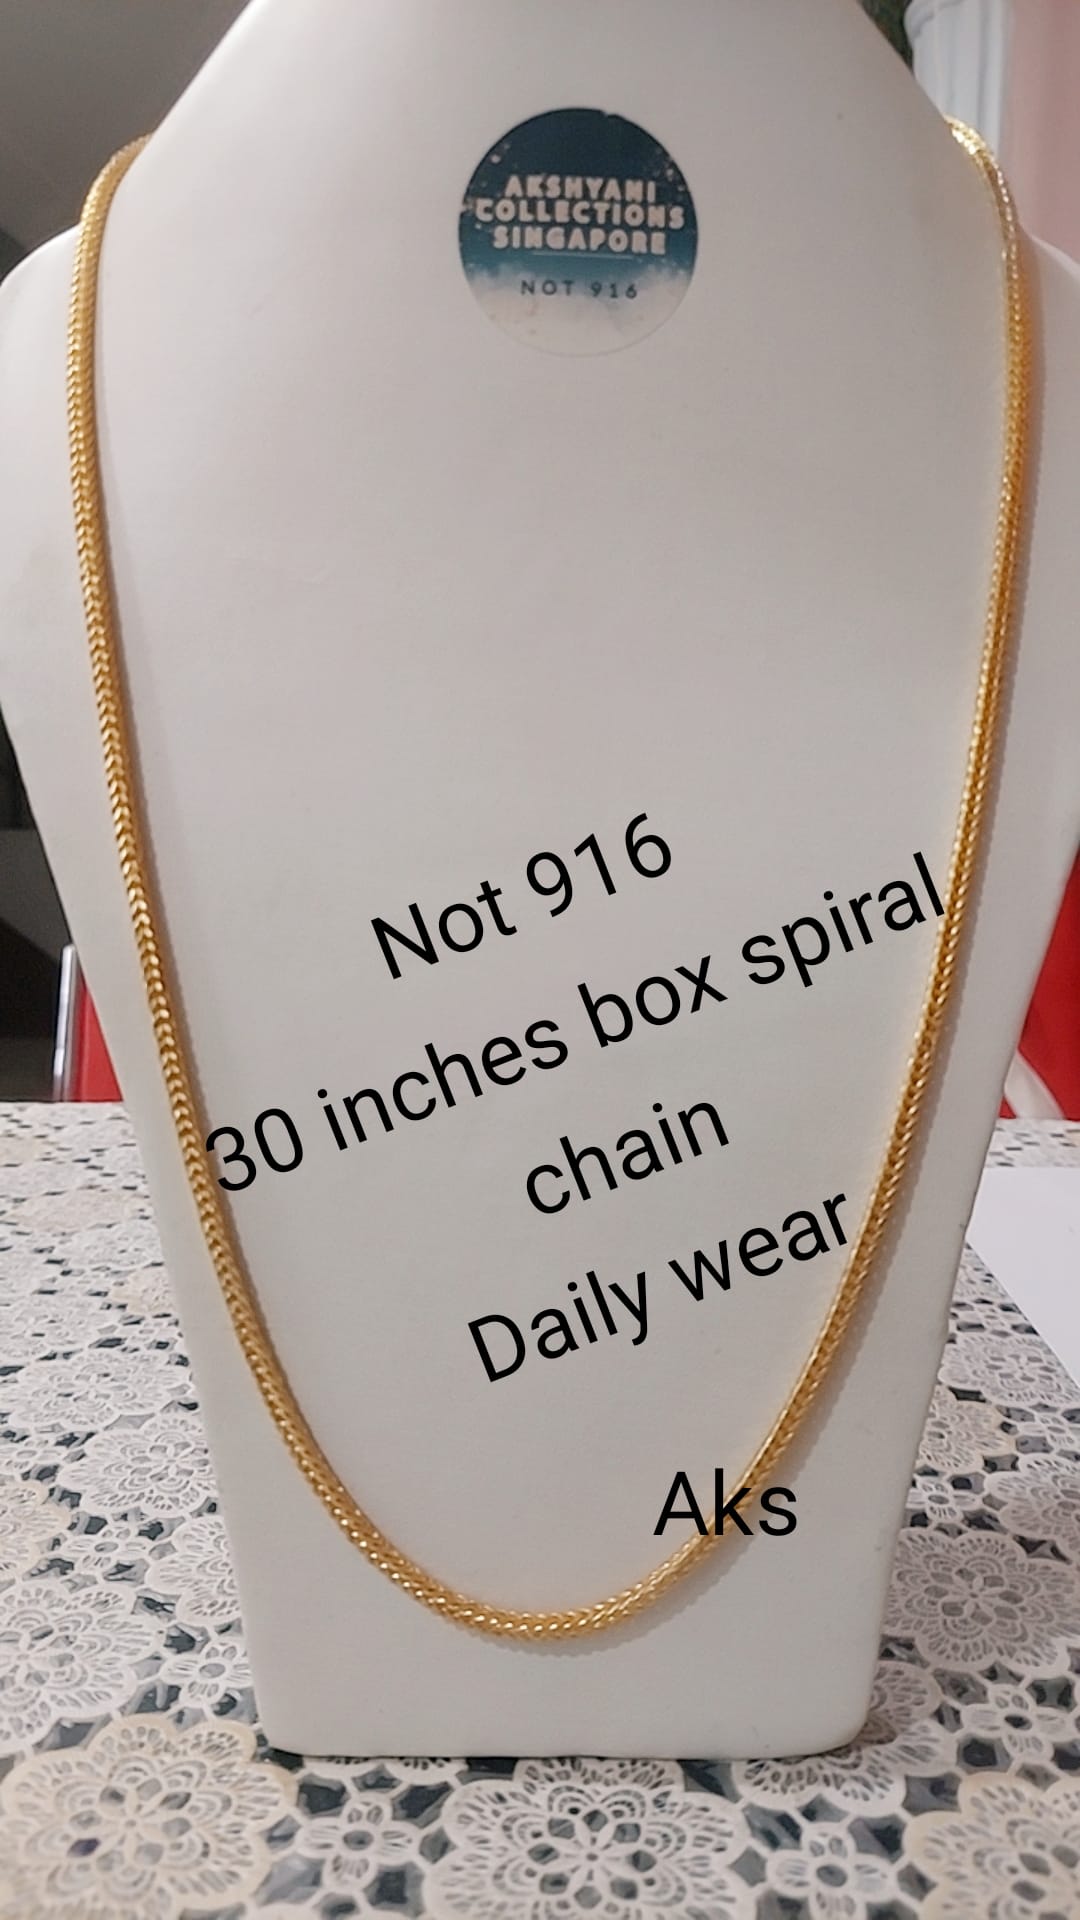 AKSHYANI
COLLECTIONS
SINGAPORE
NOT 916
Not 916
30 inches box spiral
chain
Daily wear
Aks